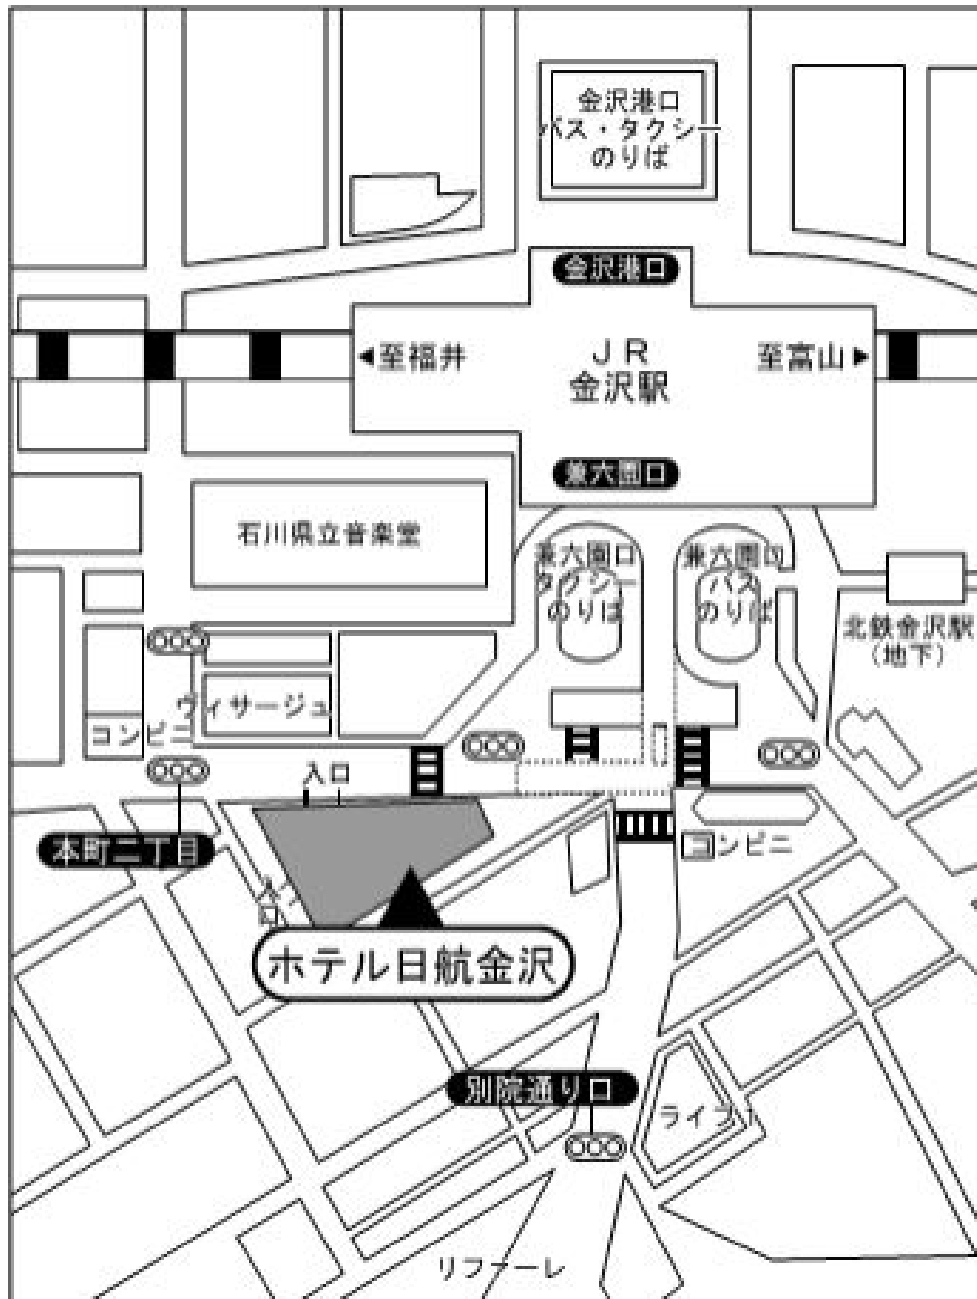 金沢港口
バス・タクシー
のりば
金沢港口
◀至福井
JR
金沢駅
至富山▶
兼六園口
石川県立音楽堂
兼六園口
タクシー
のりば
兼六園口
バス
のりば
北鉄金沢駅
(地下)
ヴィサージュ
コンビニ
入口
本町二丁目
コンビニ
入口
ホテル日航金沢
別院通り口
リファーレ